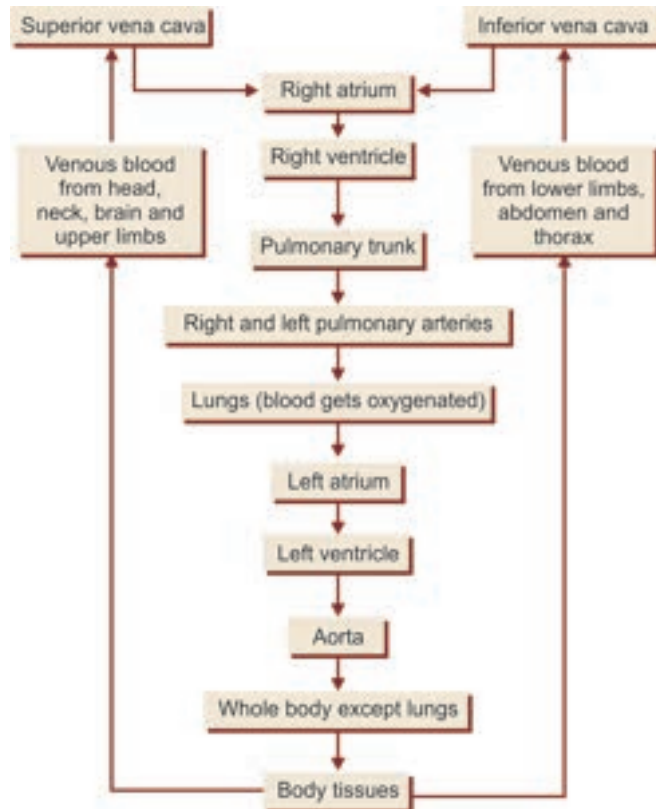 Superior vena cava
Inferior vena cava
Right atrium
Right ventricle
Venous blood
from head,
neck, brain and
upper limbs
Venous blood
from lower limbs,
abdomen and
thorax
Pulmonary trunk
Right and left pulmonary arteries
Lungs (blood gets oxygenated)
Left atrium
Left ventricle
Aorta
Whole body except lungs
Body tissues